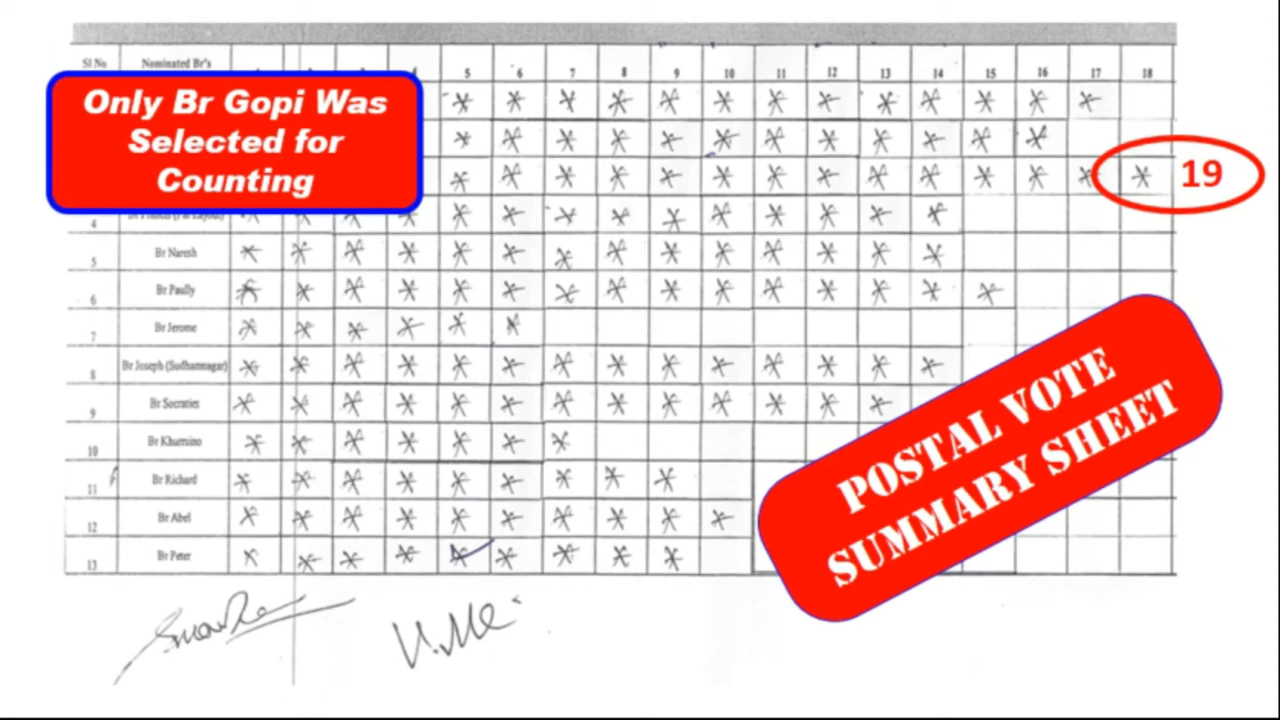 Sl No Nominated Br's 5 6 7 8 9 10 11 12 13 14 15 16 17 18
Only Br Gopi Was
Selected for
Counting
19
4
5 Br Naresh
6 Br Paully
7 Br Jerome
8 Br Joseph (Sudhamnagar)
9 Br Socraties
10 Br Khumino
11 Br Richard
12 Br Abel
13 Br Peter
POSTAL VOTE
SUMMARY SHEET